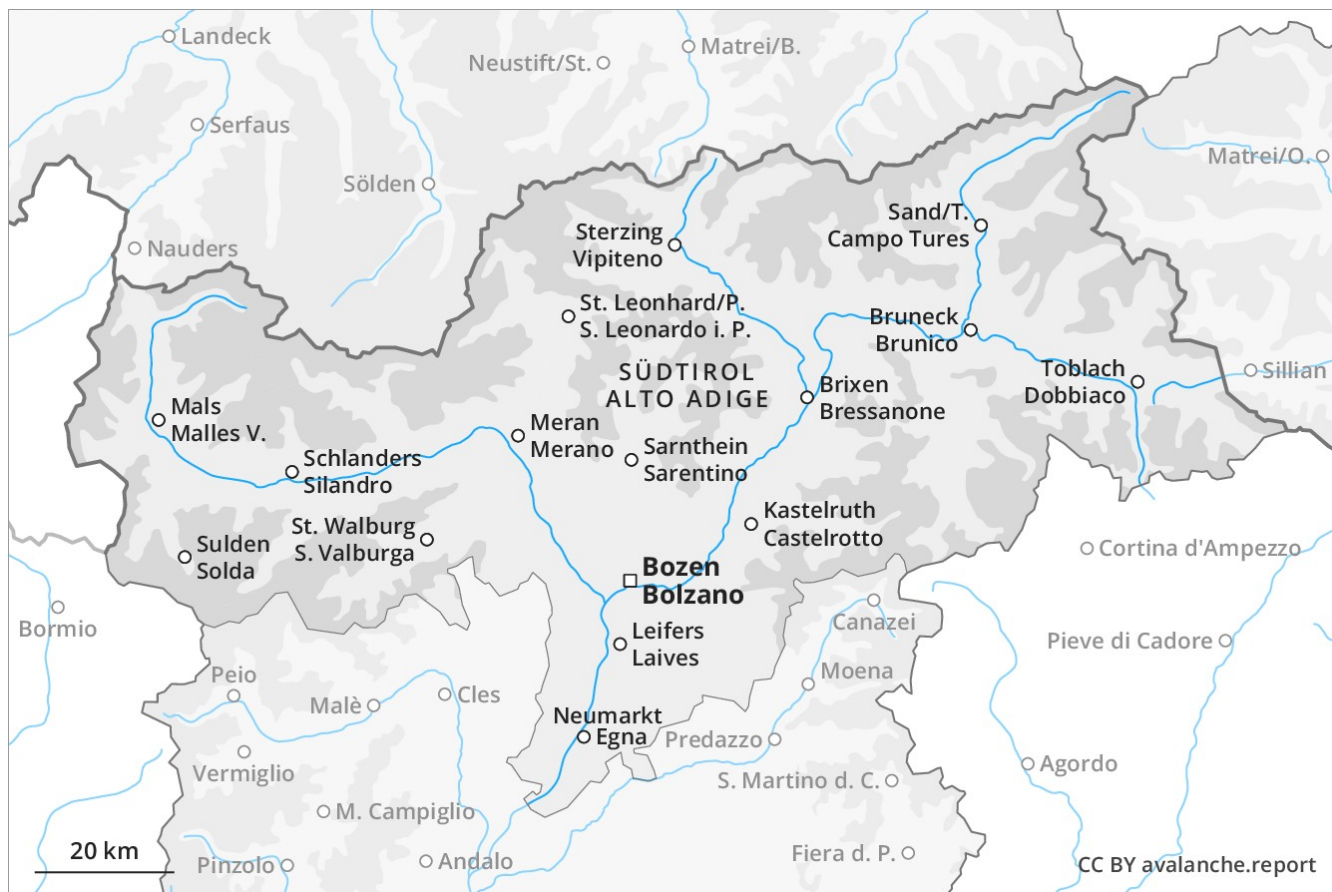 Landeck
Matrei/B.
Neustift/St.
Serfaus
Matrei/O.
Sölden
Sand/T.
Campo Tures
Sterzing
Vipiteno
Nauders
St. Leonhard/P.
S. Leonardo i. P.
Bruneck
Brunico
SÜDTIROL
ALTO ADIGE
Toblach
Dobbiaco
Sillian
Brixen
Bressanone
Mals
Malles V.
Meran
Merano
Sarnthein
Sarentino
Schlanders
Silandro
Kastelruth
Castelrotto
St. Walburg
S. Valburga
Sulden
Solda
Cortina d'Ampezzo
Bozen
Bolzano
Bormio
Canazei
Leifers
Laives
Pieve di Cadore
Peio
Moena
Malè
Cles
Neumarkt
Egna
Predazzo
Vermiglio
Agordo
S. Martino d. C.
M. Campiglio
20 km
Pinzolo
Andalo
Fiera d. P.
CC BY avalanche.report